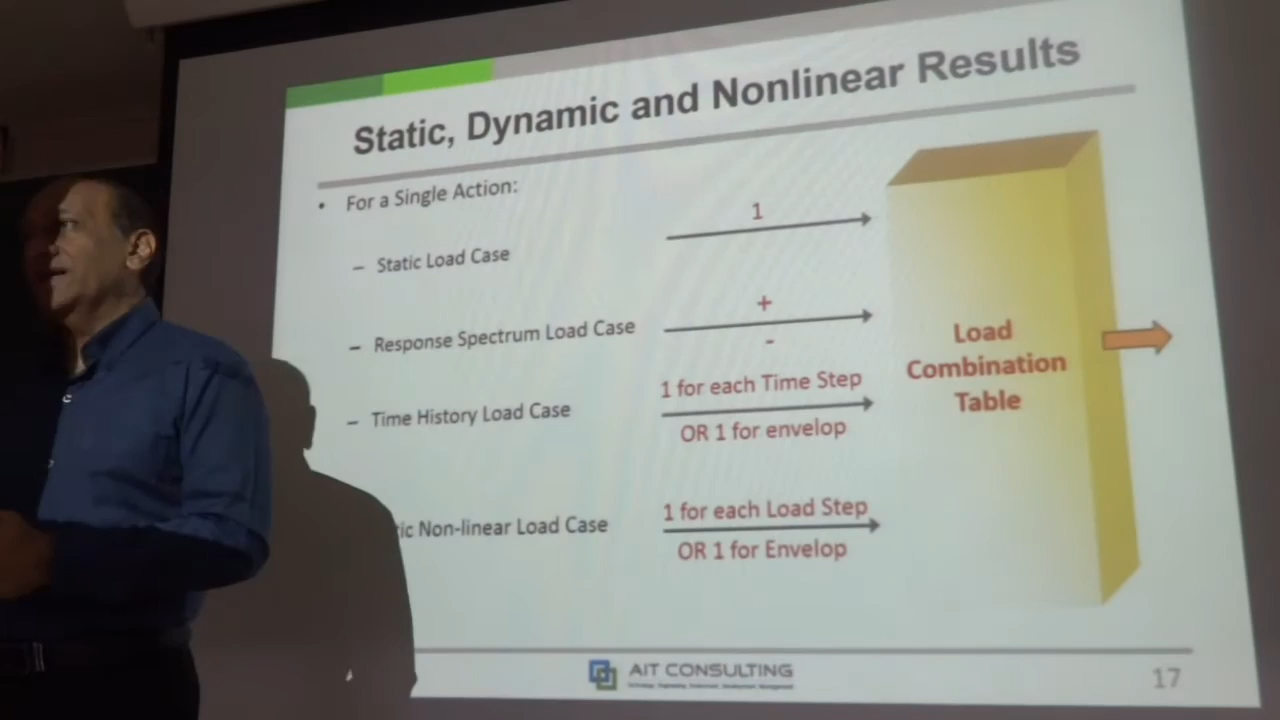 Static, Dynamic and Nonlinear Results
• For a Single Action:
– Static Load Case
1
– Response Spectrum Load Case
+
-
– Time History Load Case
1 for each Time Step
OR 1 for envelop
Non-linear Load Case
1 for each Load Step
OR 1 for Envelop
Load
Combination
Table
AIT CONSULTING
17